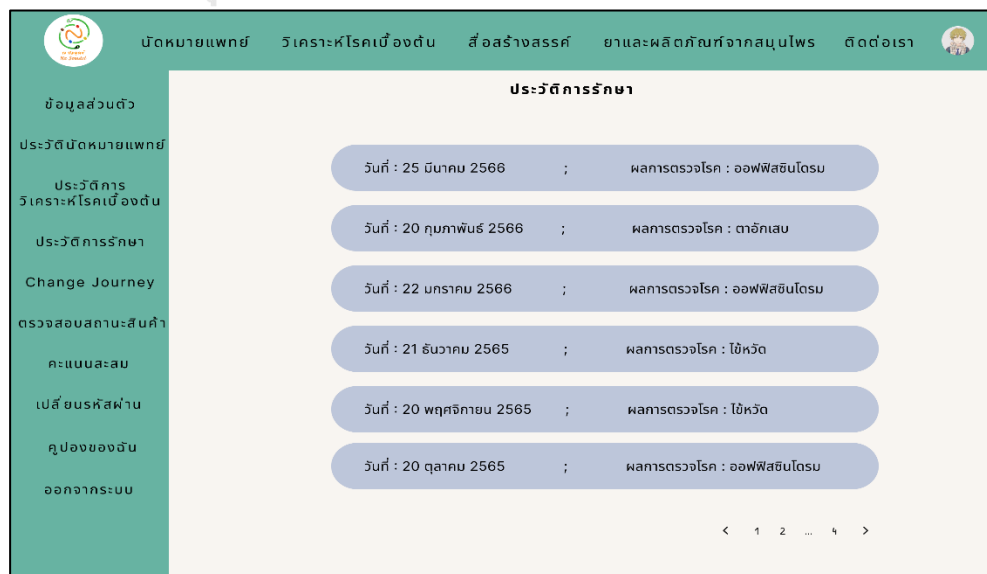 นัดหมายแพทย์ วิเคราะห์โรคเบื้องต้น สื่อสร้างสรรค์ ยาและผลิตภัณฑ์จากสมุนไพร ติดต่อเรา
ประวัติการรักษา
ข้อมูลส่วนตัว
ประวัตินัดหมายแพทย์
ประวัติการ
วิเคราะห์โรคเบื้องต้น
ประวัติการรักษา
Change Journey
ตรวจสอบสถานะสินค้า
คะแนนสะสม
เปลี่ยนรหัสผ่าน
คูปองของฉัน
ออกจากระบบ
วันที่ : 25 มีนาคม 2566 ; ผลการตรวจโรค : ออฟฟิสซินโดรม
วันที่ : 20 กุมภาพันธ์ 2566 ; ผลการตรวจโรค : ตาอักเสบ
วันที่ : 22 มกราคม 2566 ; ผลการตรวจโรค : ออฟฟิสซินโดรม
วันที่ : 21 ธันวาคม 2565 ; ผลการตรวจโรค : ไข้หวัด
วันที่ : 20 พฤศจิกายน 2565 ; ผลการตรวจโรค : ไข้หวัด
วันที่ : 20 ตุลาคม 2565 ; ผลการตรวจโรค : ออฟฟิสซินโดรม
< 1 2 ... 4 >